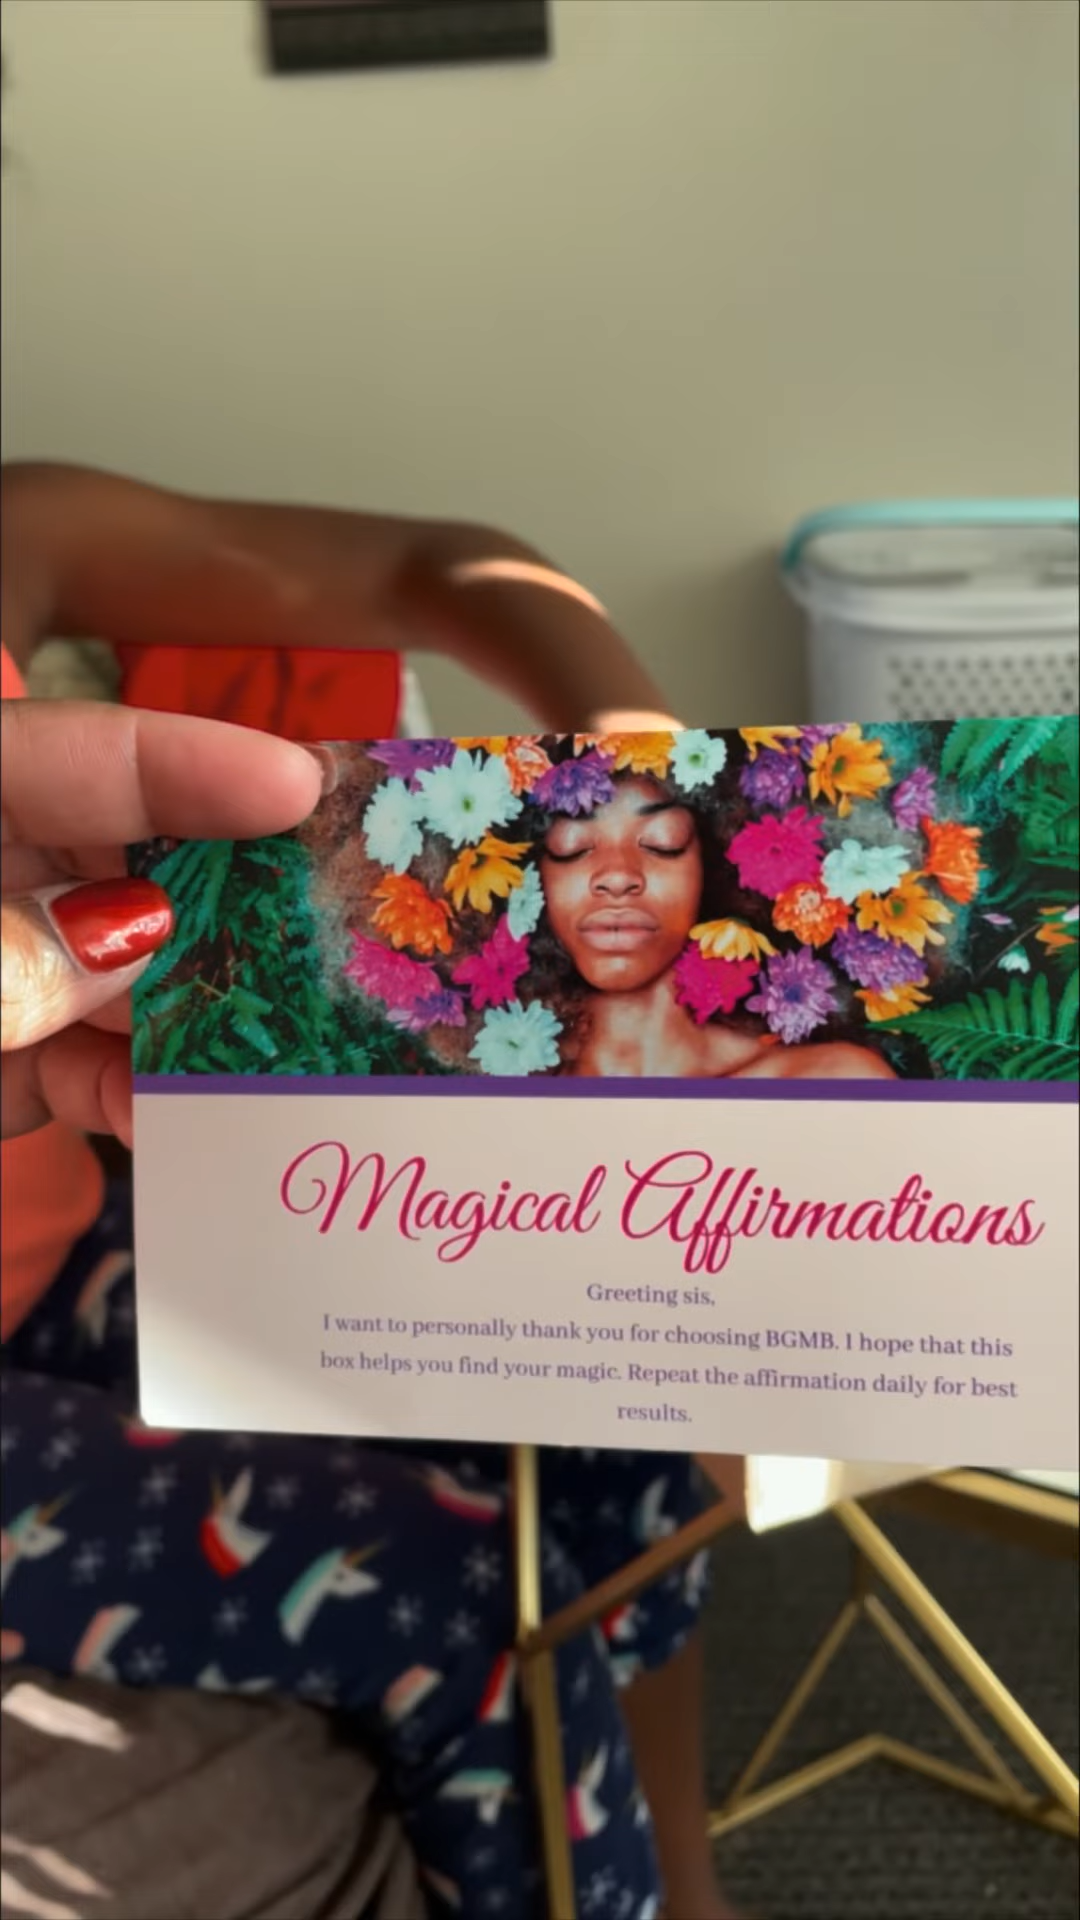 Magical Affirmations
Greeting sis,
I want to personally thank you for choosing BGMB. I hope that this
box helps you find your magic. Repeat the affirmation daily for best
results.